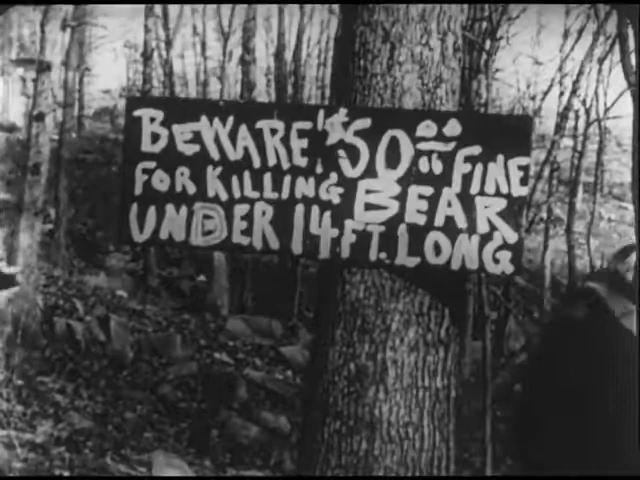 BEWARE! $50.00 FINE
FOR KILLING BEAR
UNDER 14 FT. LONG